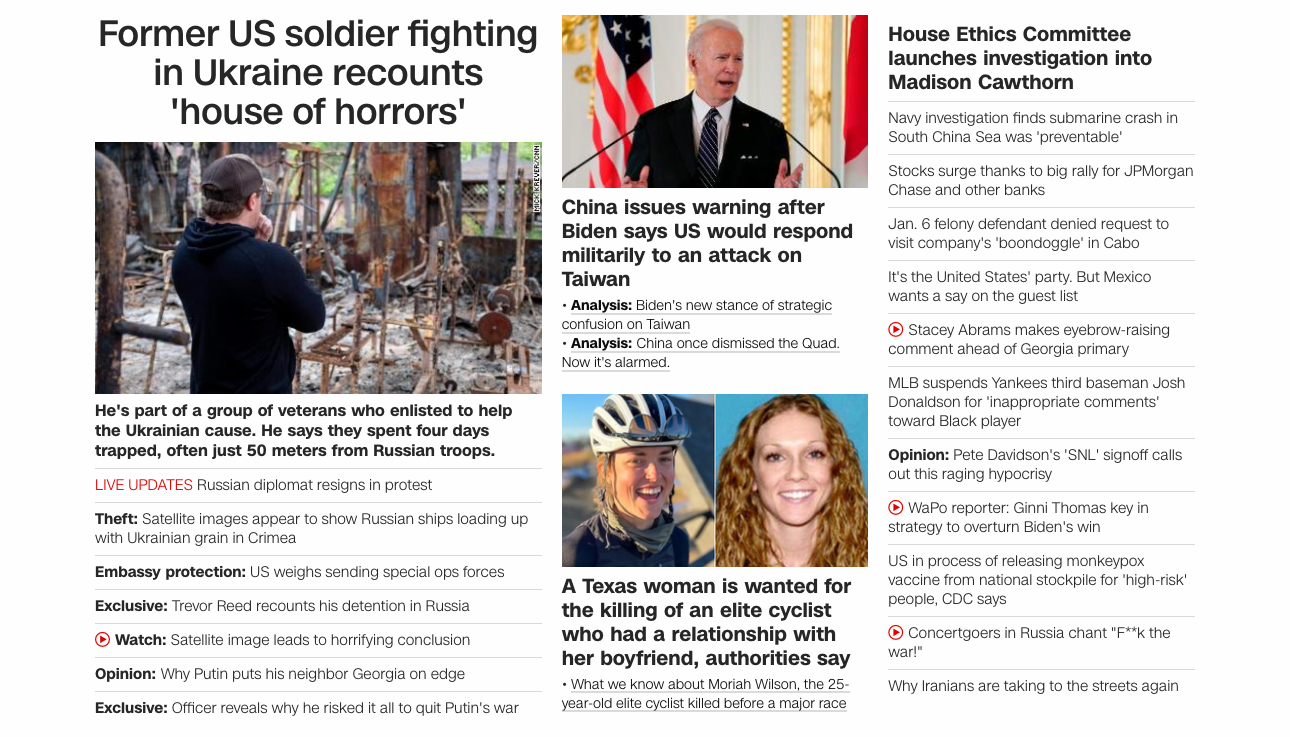 Former US soldier fighting
in Ukraine recounts
'house of horrors'
MICK KREVER/CNN
He's part of a group of veterans who enlisted to help
the Ukrainian cause. He says they spent four days
trapped, often just 50 meters from Russian troops.
LIVE UPDATES Russian diplomat resigns in protest
Theft: Satellite images appear to show Russian ships loading up
with Ukrainian grain in Crimea
Embassy protection: US weighs sending special ops forces
Exclusive: Trevor Reed recounts his detention in Russia
Watch: Satellite image leads to horrifying conclusion
Opinion: Why Putin puts his neighbor Georgia on edge
Exclusive: Officer reveals why he risked it all to quit Putin's war
China issues warning after
Biden says US would respond
militarily to an attack on
Taiwan
• Analysis: Biden's new stance of strategic
confusion on Taiwan
• Analysis: China once dismissed the Quad.
Now it's alarmed.
A Texas woman is wanted for
the killing of an elite cyclist
who had a relationship with
her boyfriend, authorities say
• What we know about Moriah Wilson, the 25-
year-old elite cyclist killed before a major race
House Ethics Committee
launches investigation into
Madison Cawthorn
Navy investigation finds submarine crash in
South China Sea was 'preventable'
Stocks surge thanks to big rally for JPMorgan
Chase and other banks
Jan. 6 felony defendant denied request to
visit company's 'boondoggle' in Cabo
It's the United States' party. But Mexico
wants a say on the guest list
Stacey Abrams makes eyebrow-raising
comment ahead of Georgia primary
MLB suspends Yankees third baseman Josh
Donaldson for 'inappropriate comments'
toward Black player
Opinion: Pete Davidson's 'SNL' signoff calls
out this raging hypocrisy
WaPo reporter: Ginni Thomas key in
strategy to overturn Biden's win
US in process of releasing monkeypox
vaccine from national stockpile for 'high-risk'
people, CDC says
Concertgoers in Russia chant "F**k the
war!"
Why Iranians are taking to the streets again